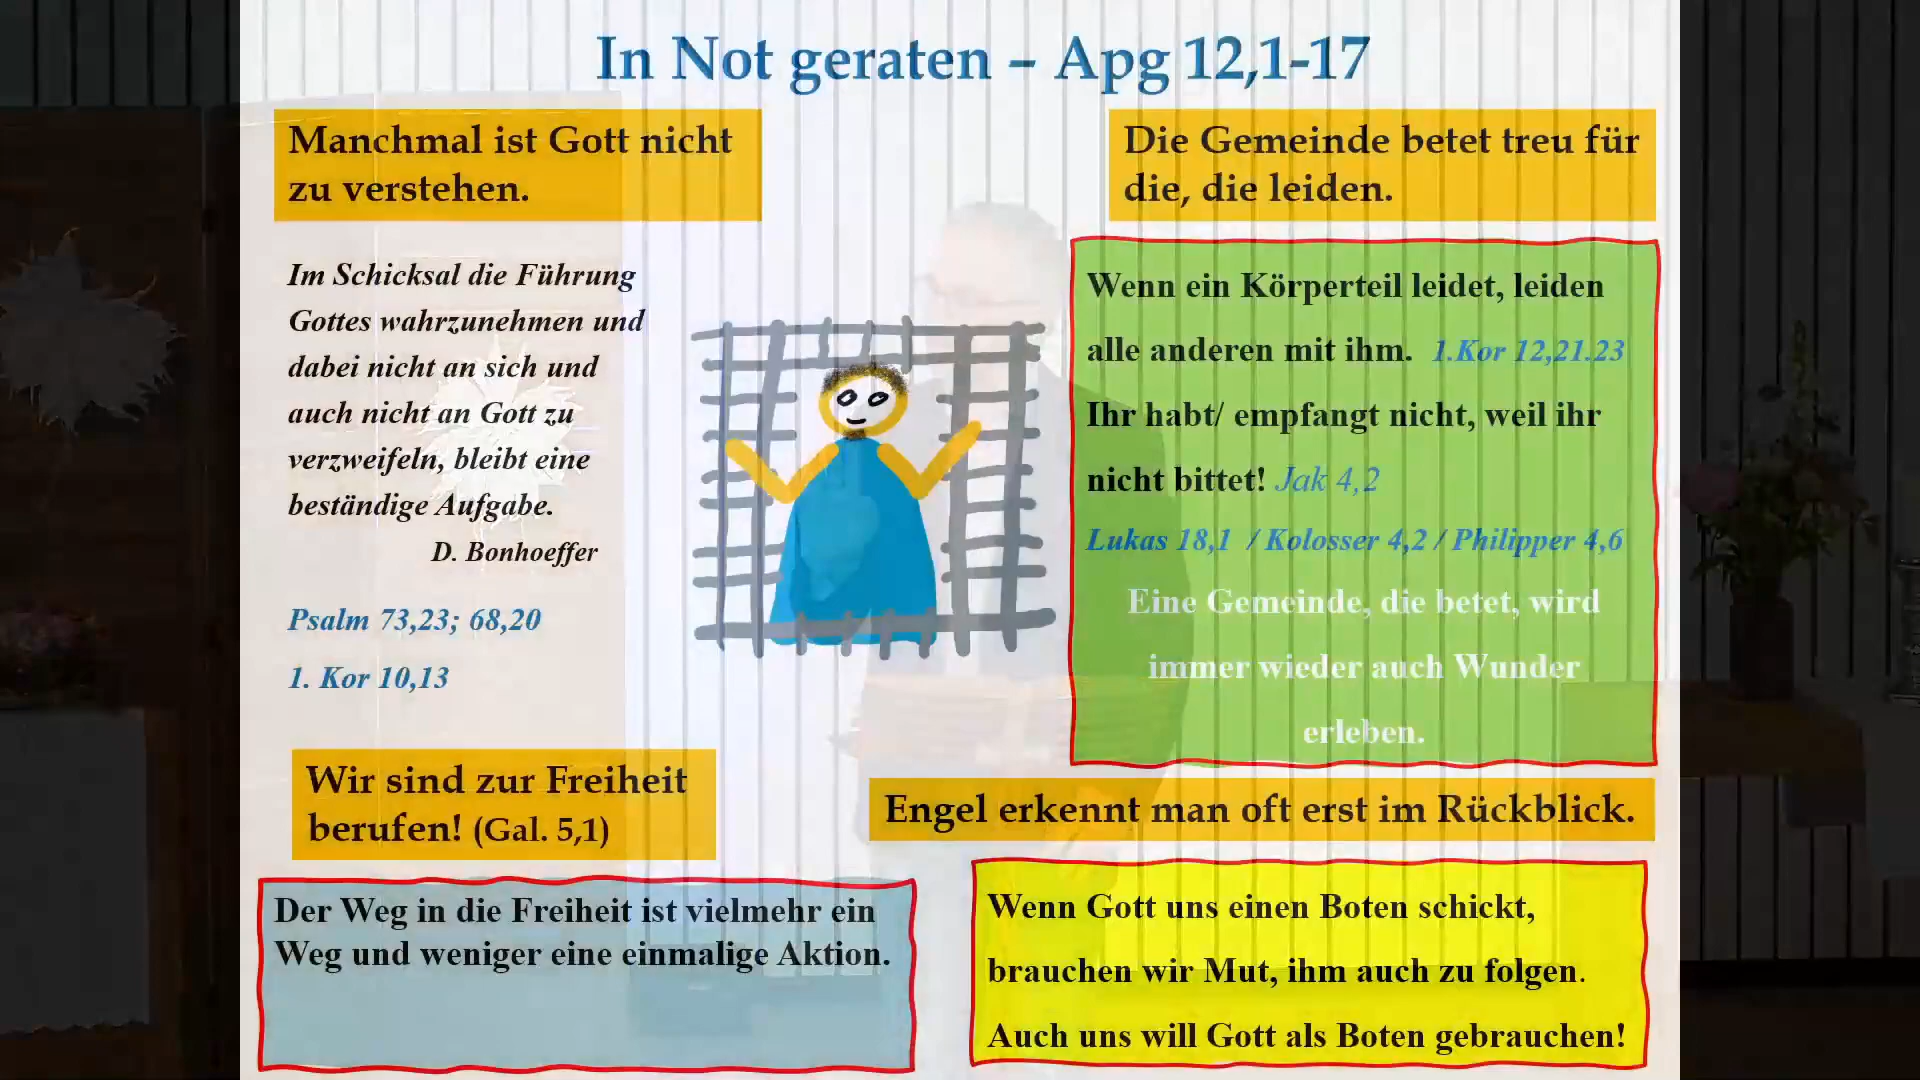 In Not geraten – Apg 12,1-17
Manchmal ist Gott nicht
zu verstehen.
Im Schicksal die Führung
Gottes wahrzunehmen und
dabei nicht an sich und
auch nicht an Gott zu
verzweifeln, bleibt eine
beständige Aufgabe.
D. Bonhoeffer
Psalm 73,23; 68,20
1. Kor 10,13
Die Gemeinde betet treu für
die, die leiden.
Wenn ein Körperteil leidet, leiden
alle anderen mit ihm. 1.Kor 12,21.23
Ihr habt/ empfangt nicht, weil ihr
nicht bittet! Jak 4,2
Lukas 18,1 / Kolosser 4,2 / Philipper 4,6
Eine Gemeinde, die betet, wird
immer wieder auch Wunder
erleben.
Wir sind zur Freiheit
berufen! (Gal. 5,1)
Der Weg in die Freiheit ist vielmehr ein
Weg und weniger eine einmalige Aktion.
Engel erkennt man oft erst im Rückblick.
Wenn Gott uns einen Boten schickt,
brauchen wir Mut, ihm auch zu folgen.
Auch uns will Gott als Boten gebrauchen!